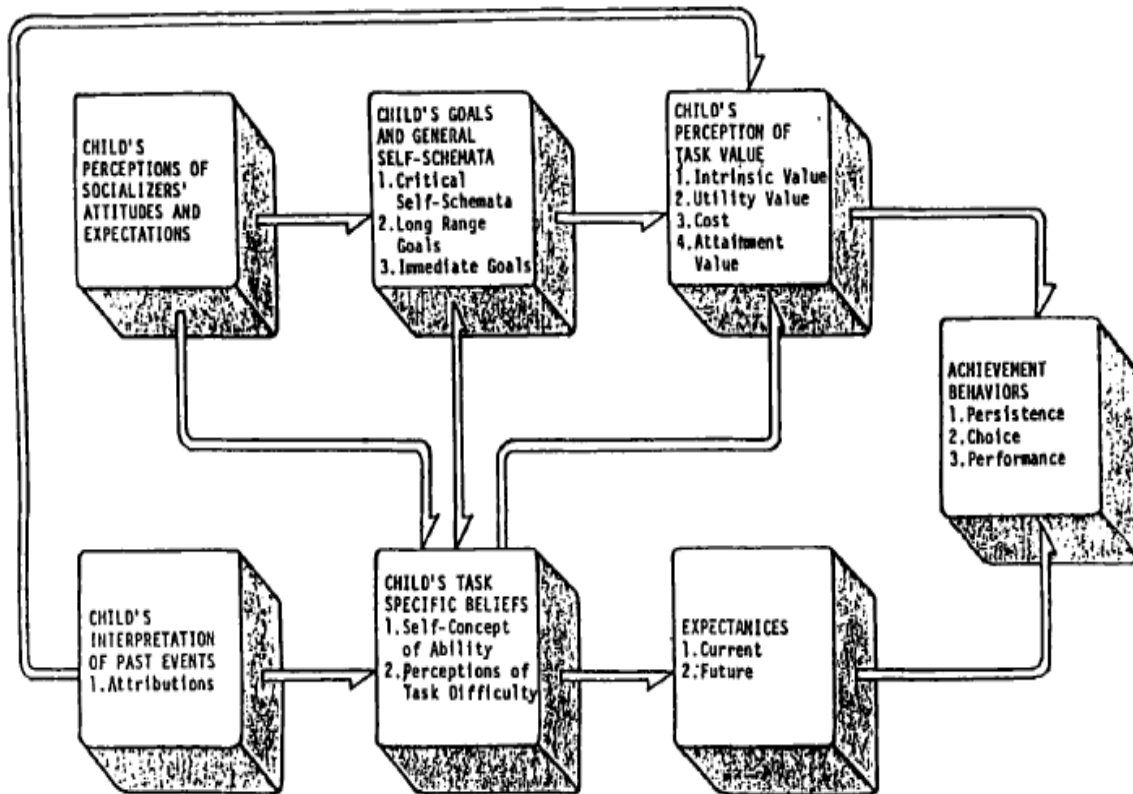 CHILD'S
PERCEPTIONS OF
SOCIALIZERS'
ATTITUDES AND
EXPECTATIONS
CHILD'S GOALS
AND GENERAL
SELF-SCHEMATA
1. Critical
Self-Schemata
2. Long Range
Goals
3. Immediate Goals
CHILD'S
PERCEPTION OF
TASK VALUE
1. Intrinsic Value
2. Utility Value
3. Cost
4. Attainment
Value
ACHIEVEMENT
BEHAVIORS
1. Persistence
2. Choice
3. Performance
CHILD'S
INTERPRETATION
OF PAST EVENTS
1. Attributions
CHILD'S TASK
SPECIFIC BELIEFS
1. Self-Concept
of Ability
2. Perceptions of
Task Difficulty
EXPECTANICES
1. Current
2. Future